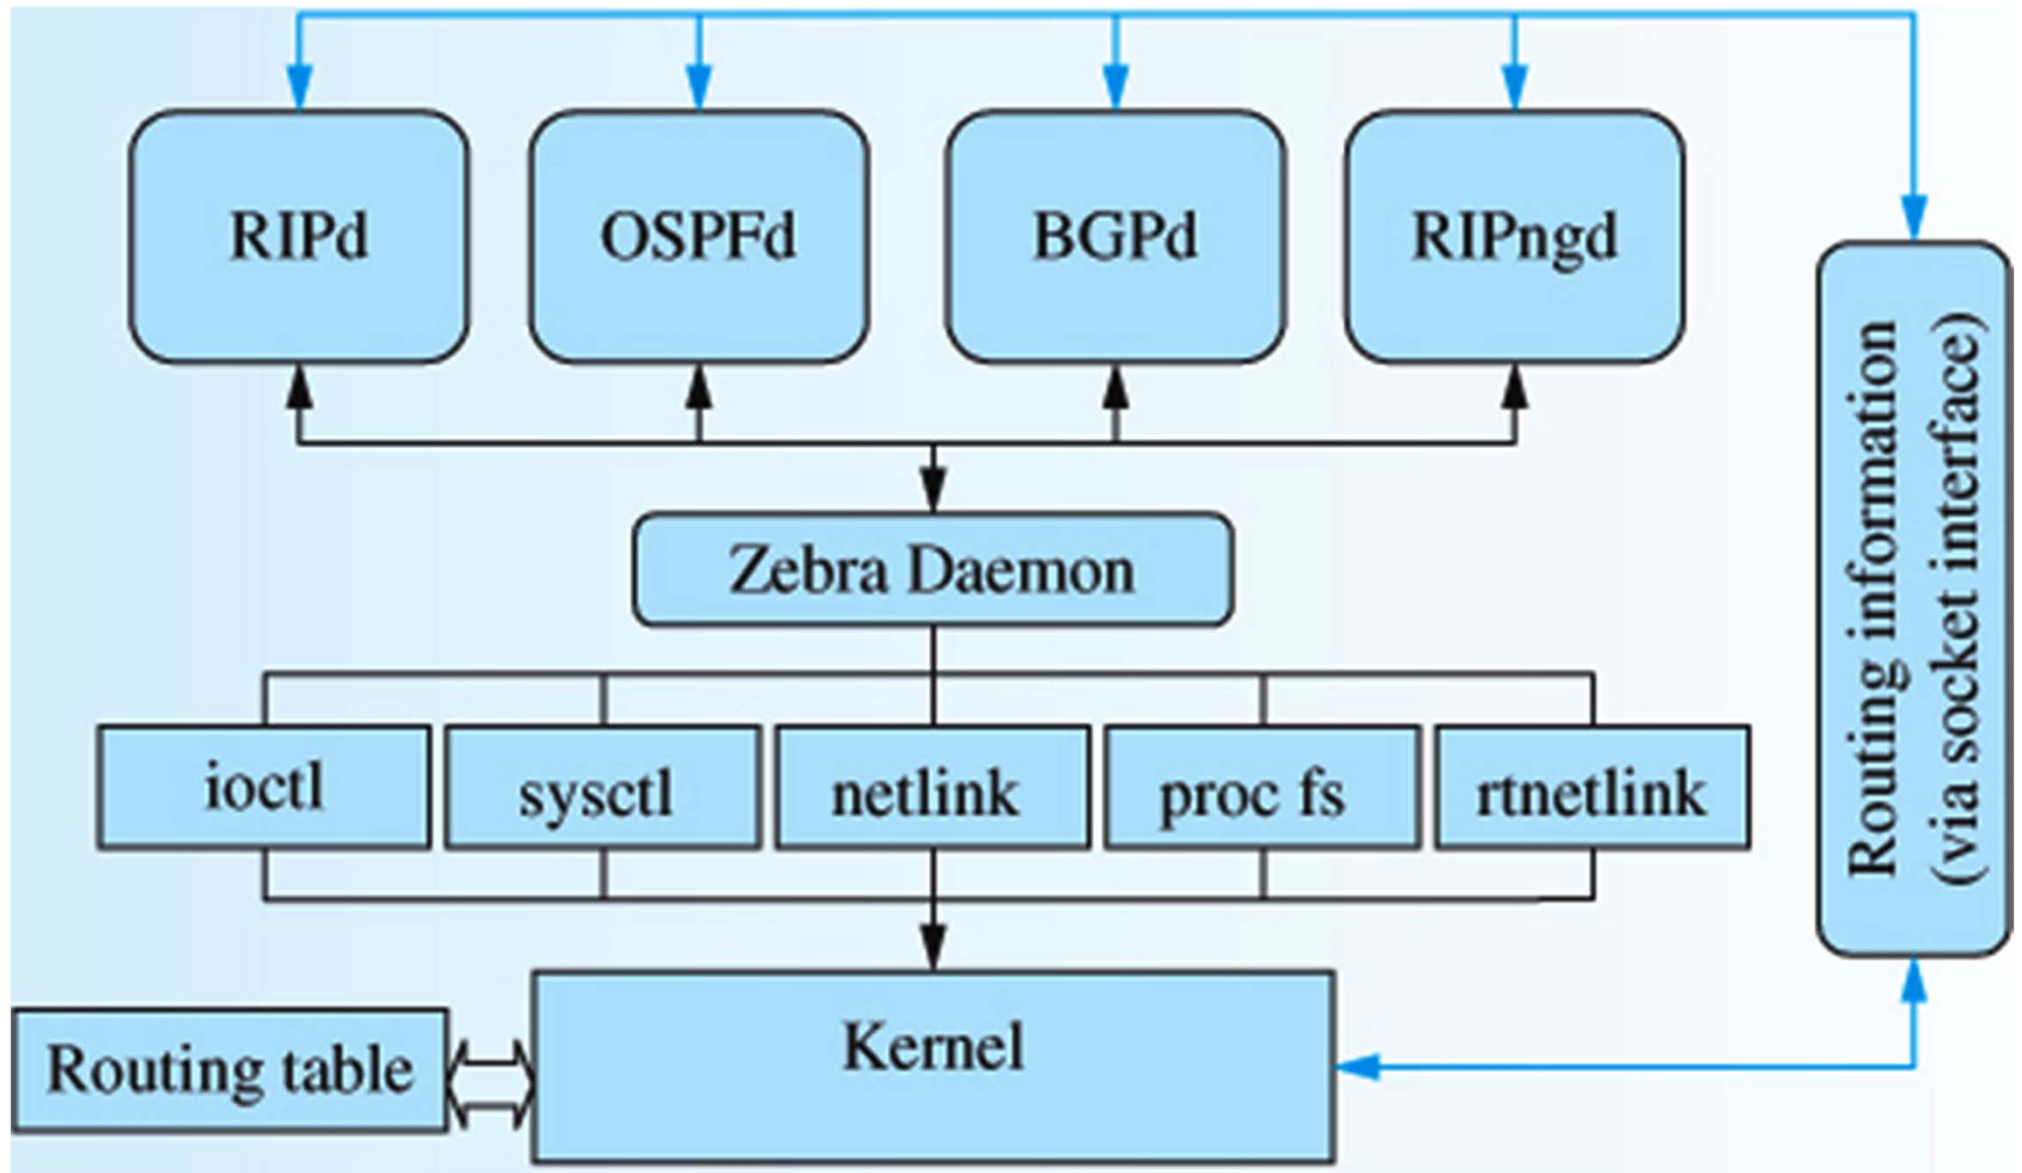 RIPd
OSPFd
BGPd
RIPngd
Routing information
(via socket interface)
Zebra Daemon
ioctl
sysctl
netlink
proc fs
rtnetlink
Kernel
Routing table